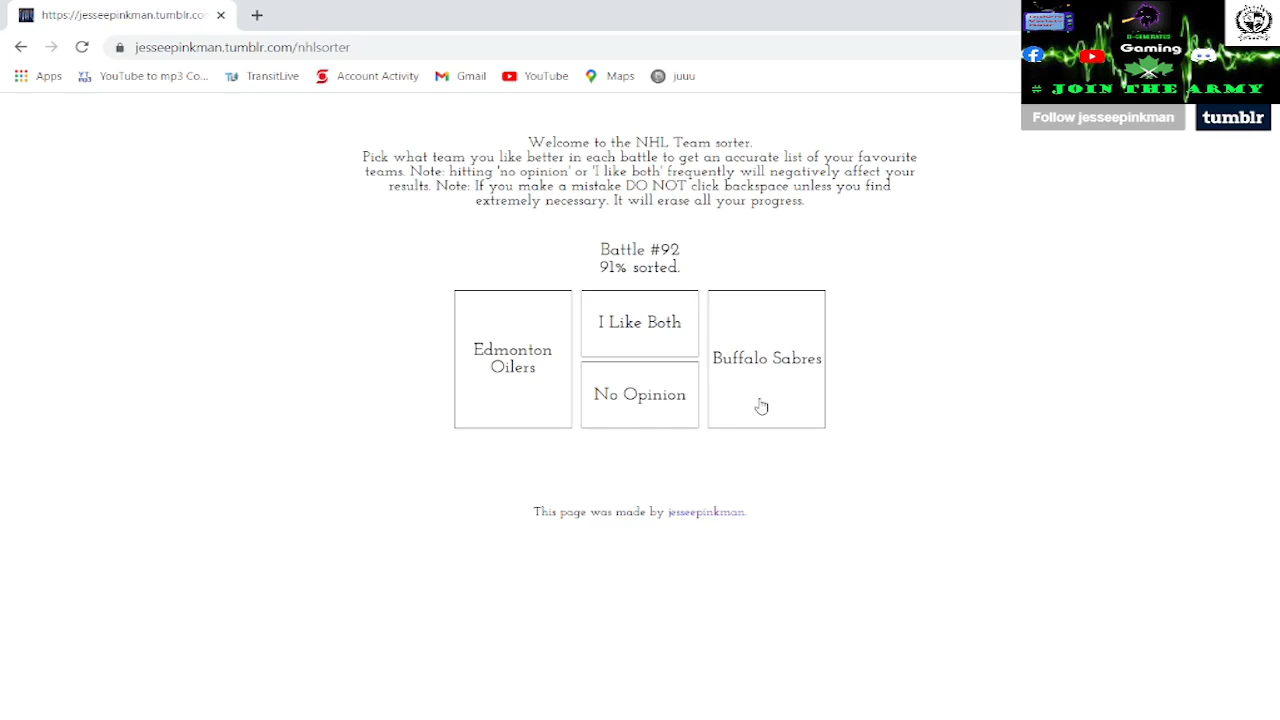 https://jesseepinkman.tumblr.co
jesseepinkman.tumblr.com/nhlsorter
Apps
YouTube to mp3 Co...
TransitLive
Account Activity
Gmail
YouTube
Maps
juuu
Gaming
# JOIN THE ARMY
Follow jesseepinkman
tumblr
Welcome to the NHL Team sorter.
Pick what team you like better in each battle to get an accurate list of your favourite
teams. Note: hitting 'no opinion' or 'I like both' frequently will negatively affect your
results. Note: If you make a mistake DO NOT click backspace unless you find
extremely necessary. It will erase all your progress.
Battle #92
91% sorted.
Edmonton
Oilers
I Like Both
No Opinion
Buffalo Sabres
This page was made by jesseepinkman.